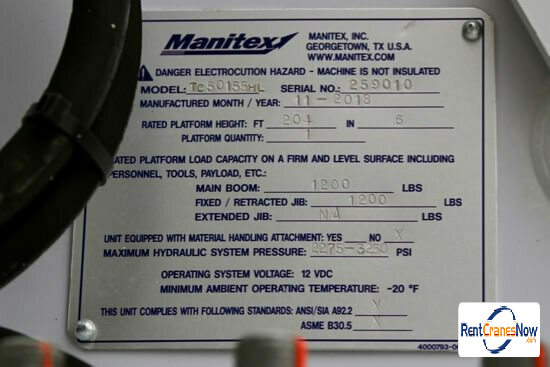 Manitex
MANITEX, INC.
GEORGETOWN, TX U.S.A.
WWW.MANITEX.COM
DANGER ELECTROCUTION HAZARD - MACHINE IS NOT INSULATED
MODEL: TC50155HL SERIAL NO.: 259010
MANUFACTURED MONTH / YEAR: 11-2018
RATED PLATFORM HEIGHT: FT 204 IN 6
PLATFORM QUANTITY: 1
RATED PLATFORM LOAD CAPACITY ON A FIRM AND LEVEL SURFACE INCLUDING
PERSONNEL, TOOLS, PAYLOAD, ETC.:
MAIN BOOM: 1200 LBS
FIXED / RETRACTED JIB: 1200 LBS
EXTENDED JIB: NA LBS
UNIT EQUIPPED WITH MATERIAL HANDLING ATTACHMENT: YES NO X
MAXIMUM HYDRAULIC SYSTEM PRESSURE: 2275-3250 PSI
OPERATING SYSTEM VOLTAGE: 12 VDC
MINIMUM AMBIENT OPERATING TEMPERATURE: -20 °F
THIS UNIT COMPLIES WITH FOLLOWING STANDARDS: ANSI/SIA A92.2 X
ASME B30.5 X
4000793-0
RentCranesNow
.com